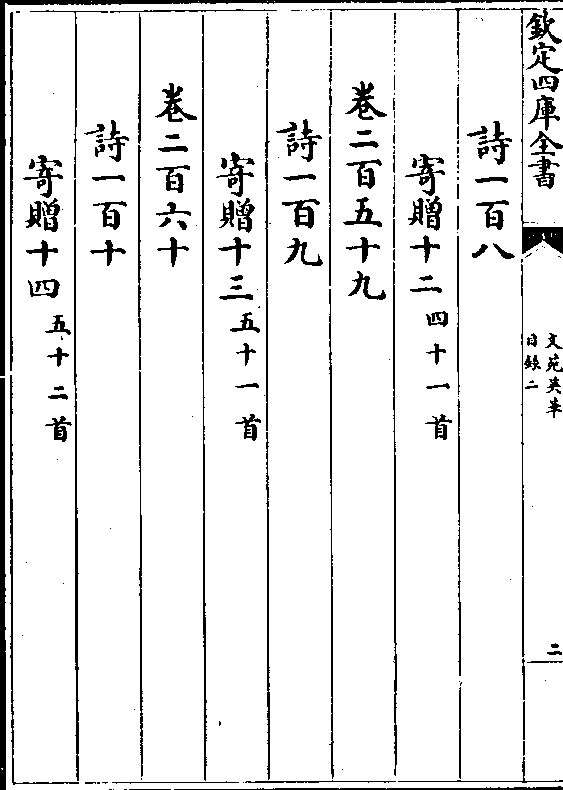 欽定四庫全書
文苑英華
目錄二
二
詩一百八
寄贈十二四十一首
卷二百五十九
詩一百九
寄贈十三五十一首
卷二百六十
詩一百十
寄贈十四五十二首